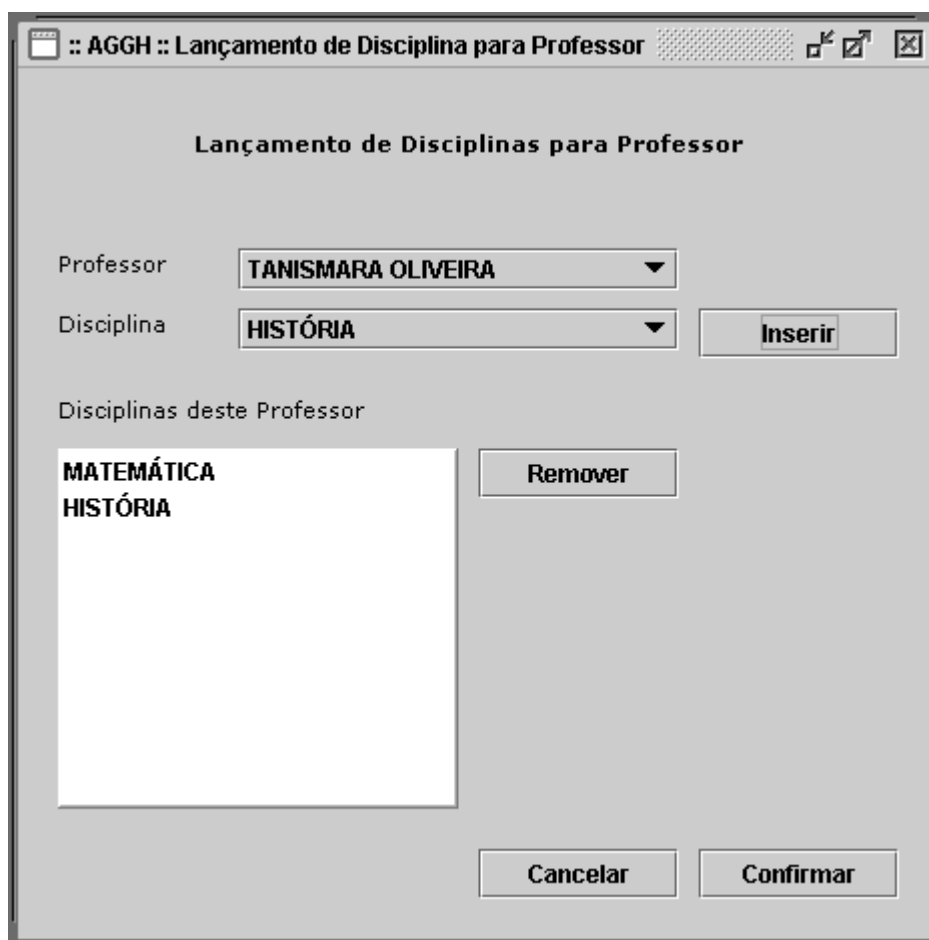 :: AGGH :: Lançamento de Disciplina para Professor
Lançamento de Disciplinas para Professor
Professor TANISMARA OLIVEIRA
Disciplina HISTÓRIA Inserir
Disciplinas deste Professor
MATEMÁTICA Remover
HISTÓRIA
Cancelar Confirmar